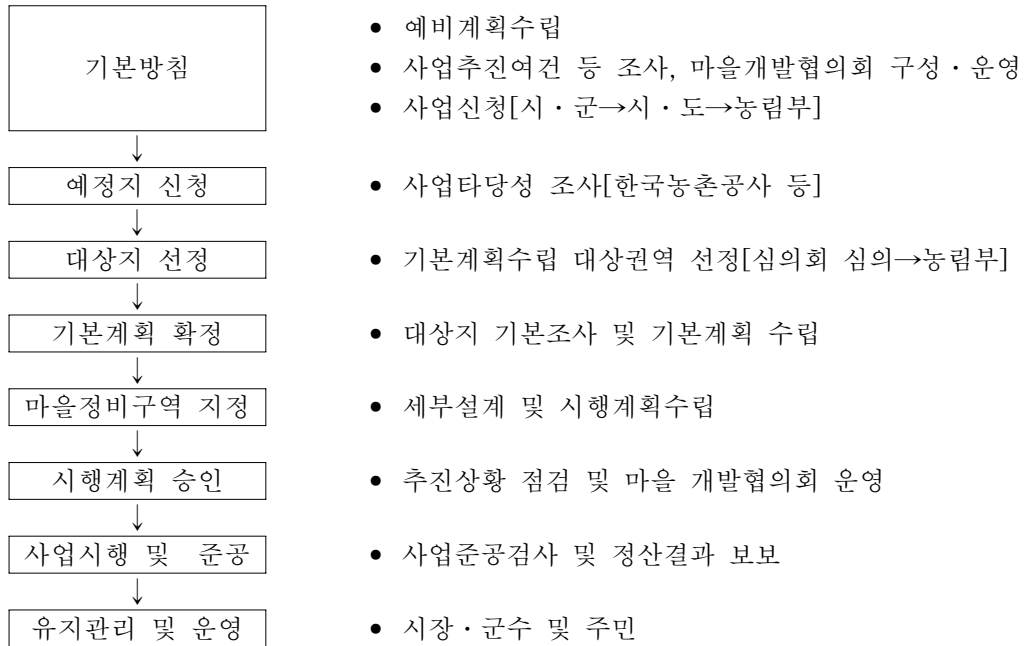 기본방침
• 예비계획수립
• 사업추진여건 등 조사, 마을개발협의회 구성・운영
• 사업신청[시・군→시・도→농림부]
↓
예정지 신청 • 사업타당성 조사[한국농촌공사 등]
↓
대상지 선정 • 기본계획수립 대상권역 선정[심의회 심의→농림부]
↓
기본계획 확정 • 대상지 기본조사 및 기본계획 수립
↓
마을정비구역 지정 • 세부설계 및 시행계획수립
↓
시행계획 승인 • 추진상황 점검 및 마을 개발협의회 운영
↓
사업시행 및 준공 • 사업준공검사 및 정산결과 보보
↓
유지관리 및 운영 • 시장・군수 및 주민